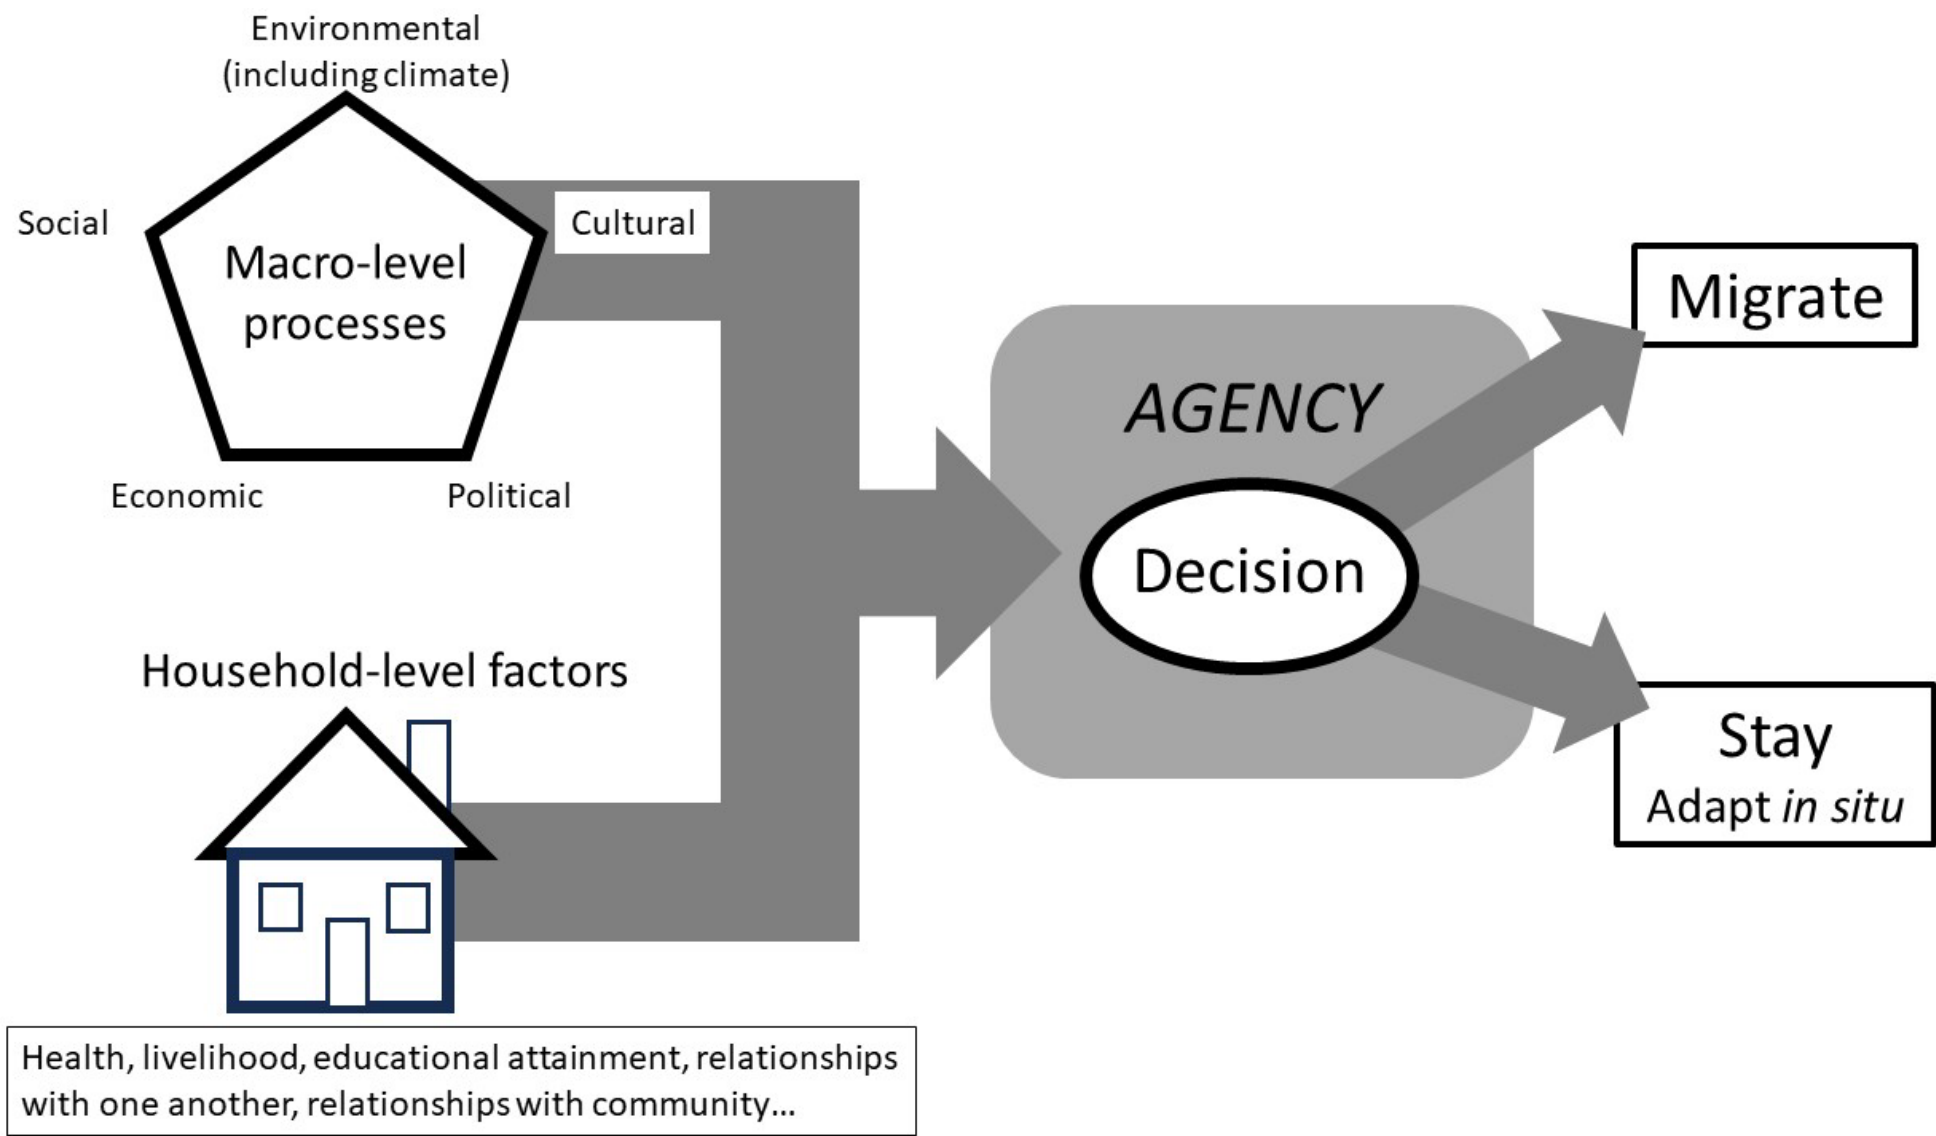 Environmental
(including climate)
Social
Cultural
Macro-level
processes
Economic
Political
Household-level factors
Health, livelihood, educational attainment, relationships
with one another, relationships with community...
AGENCY
Decision
Migrate
Stay
Adapt in situ